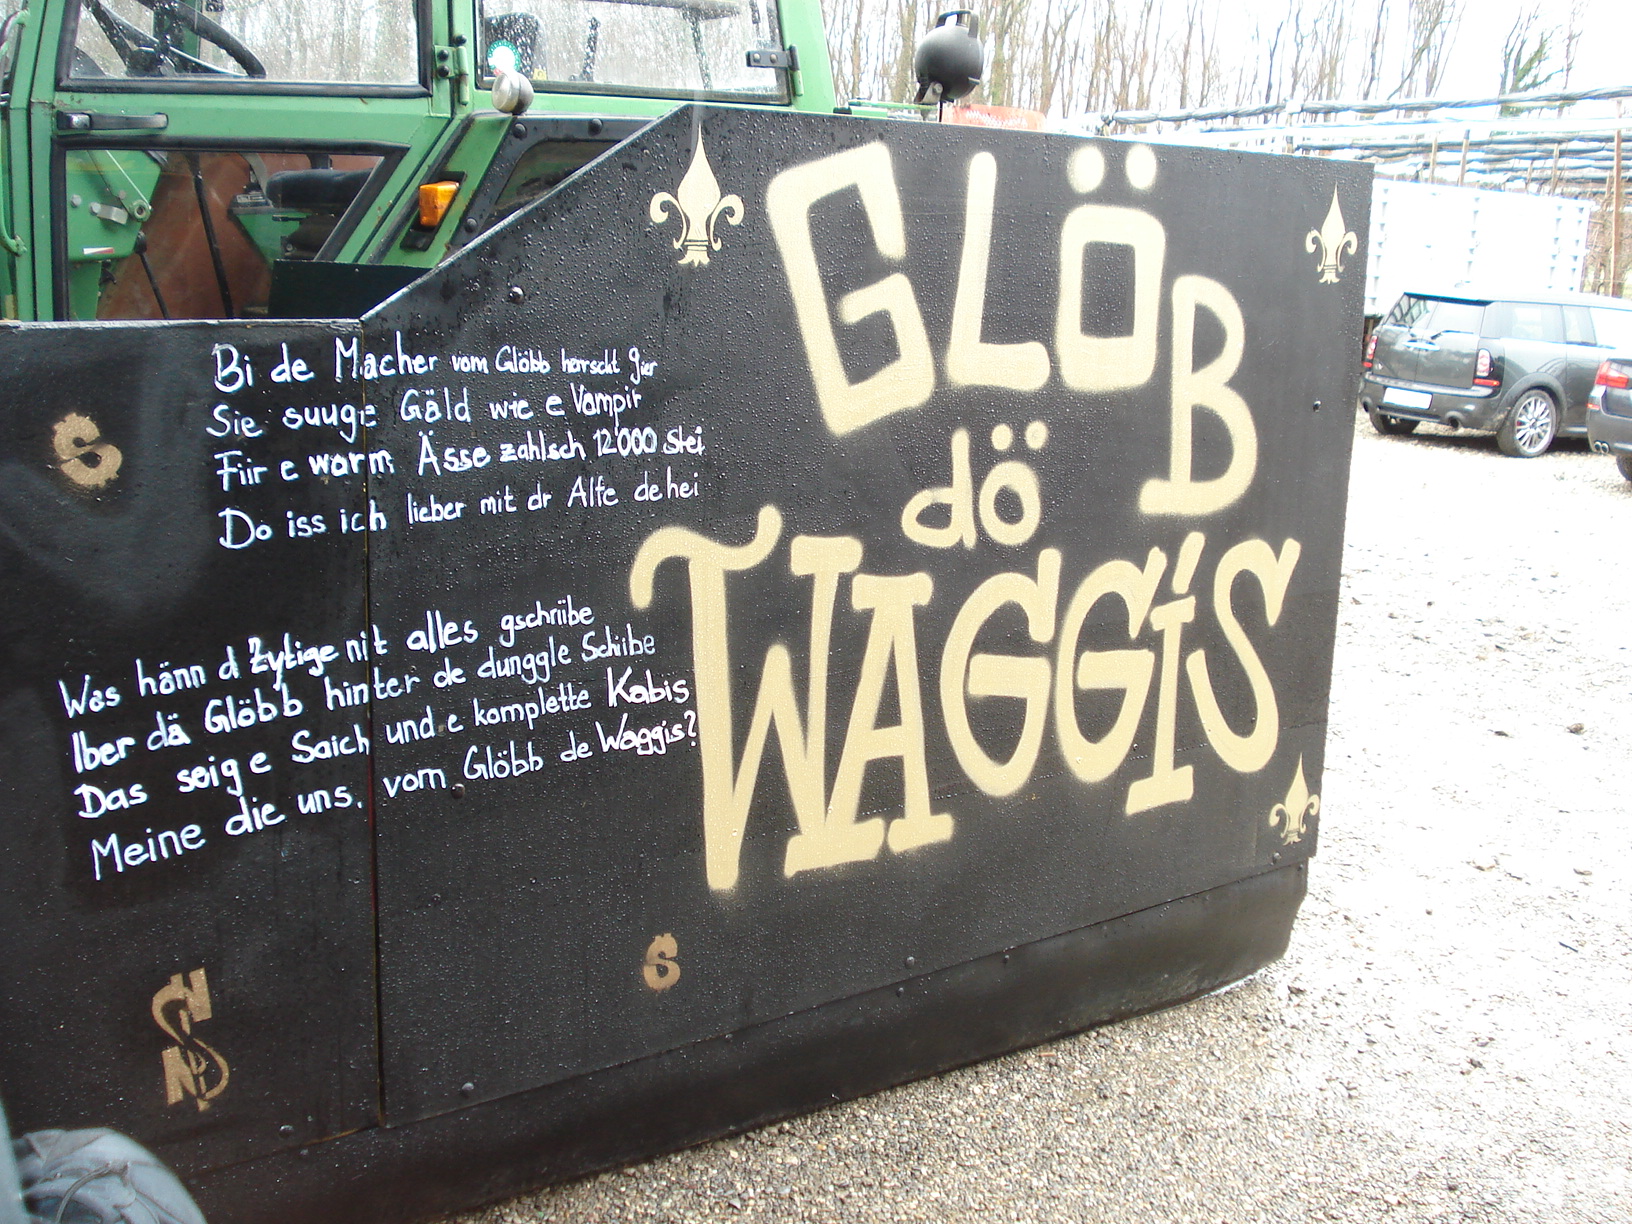 Bi de Macher vom Glöbb herrscht gier
Sie suuge Gäld wie e Vampir
Fiir e warm Ässe zahlsch 12'000 Stei
Do iss ich lieber mit dr Alte dehei
Was hänn d Zytige nit alles gschriibe
Iber dä Glöbb hinter de dunggle Schiibe
Das seige Saich und e komplette Kabis
Meine die uns, vom Glöbb de Waggis?
GLÖB
dö
WAGGIS
S
S